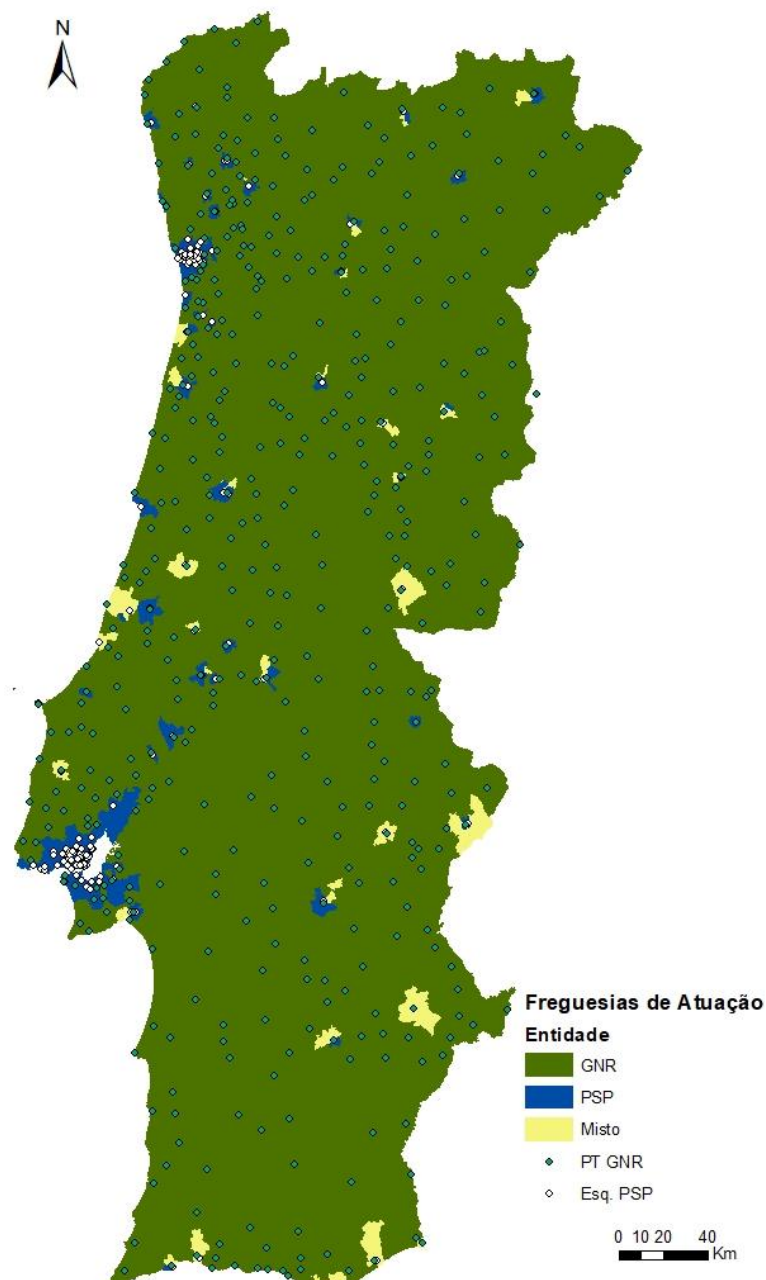 N
Freguesias de Atuação
Entidade
GNR
PSP
Misto
PT GNR
Esq. PSP
0 10 20 40
Km